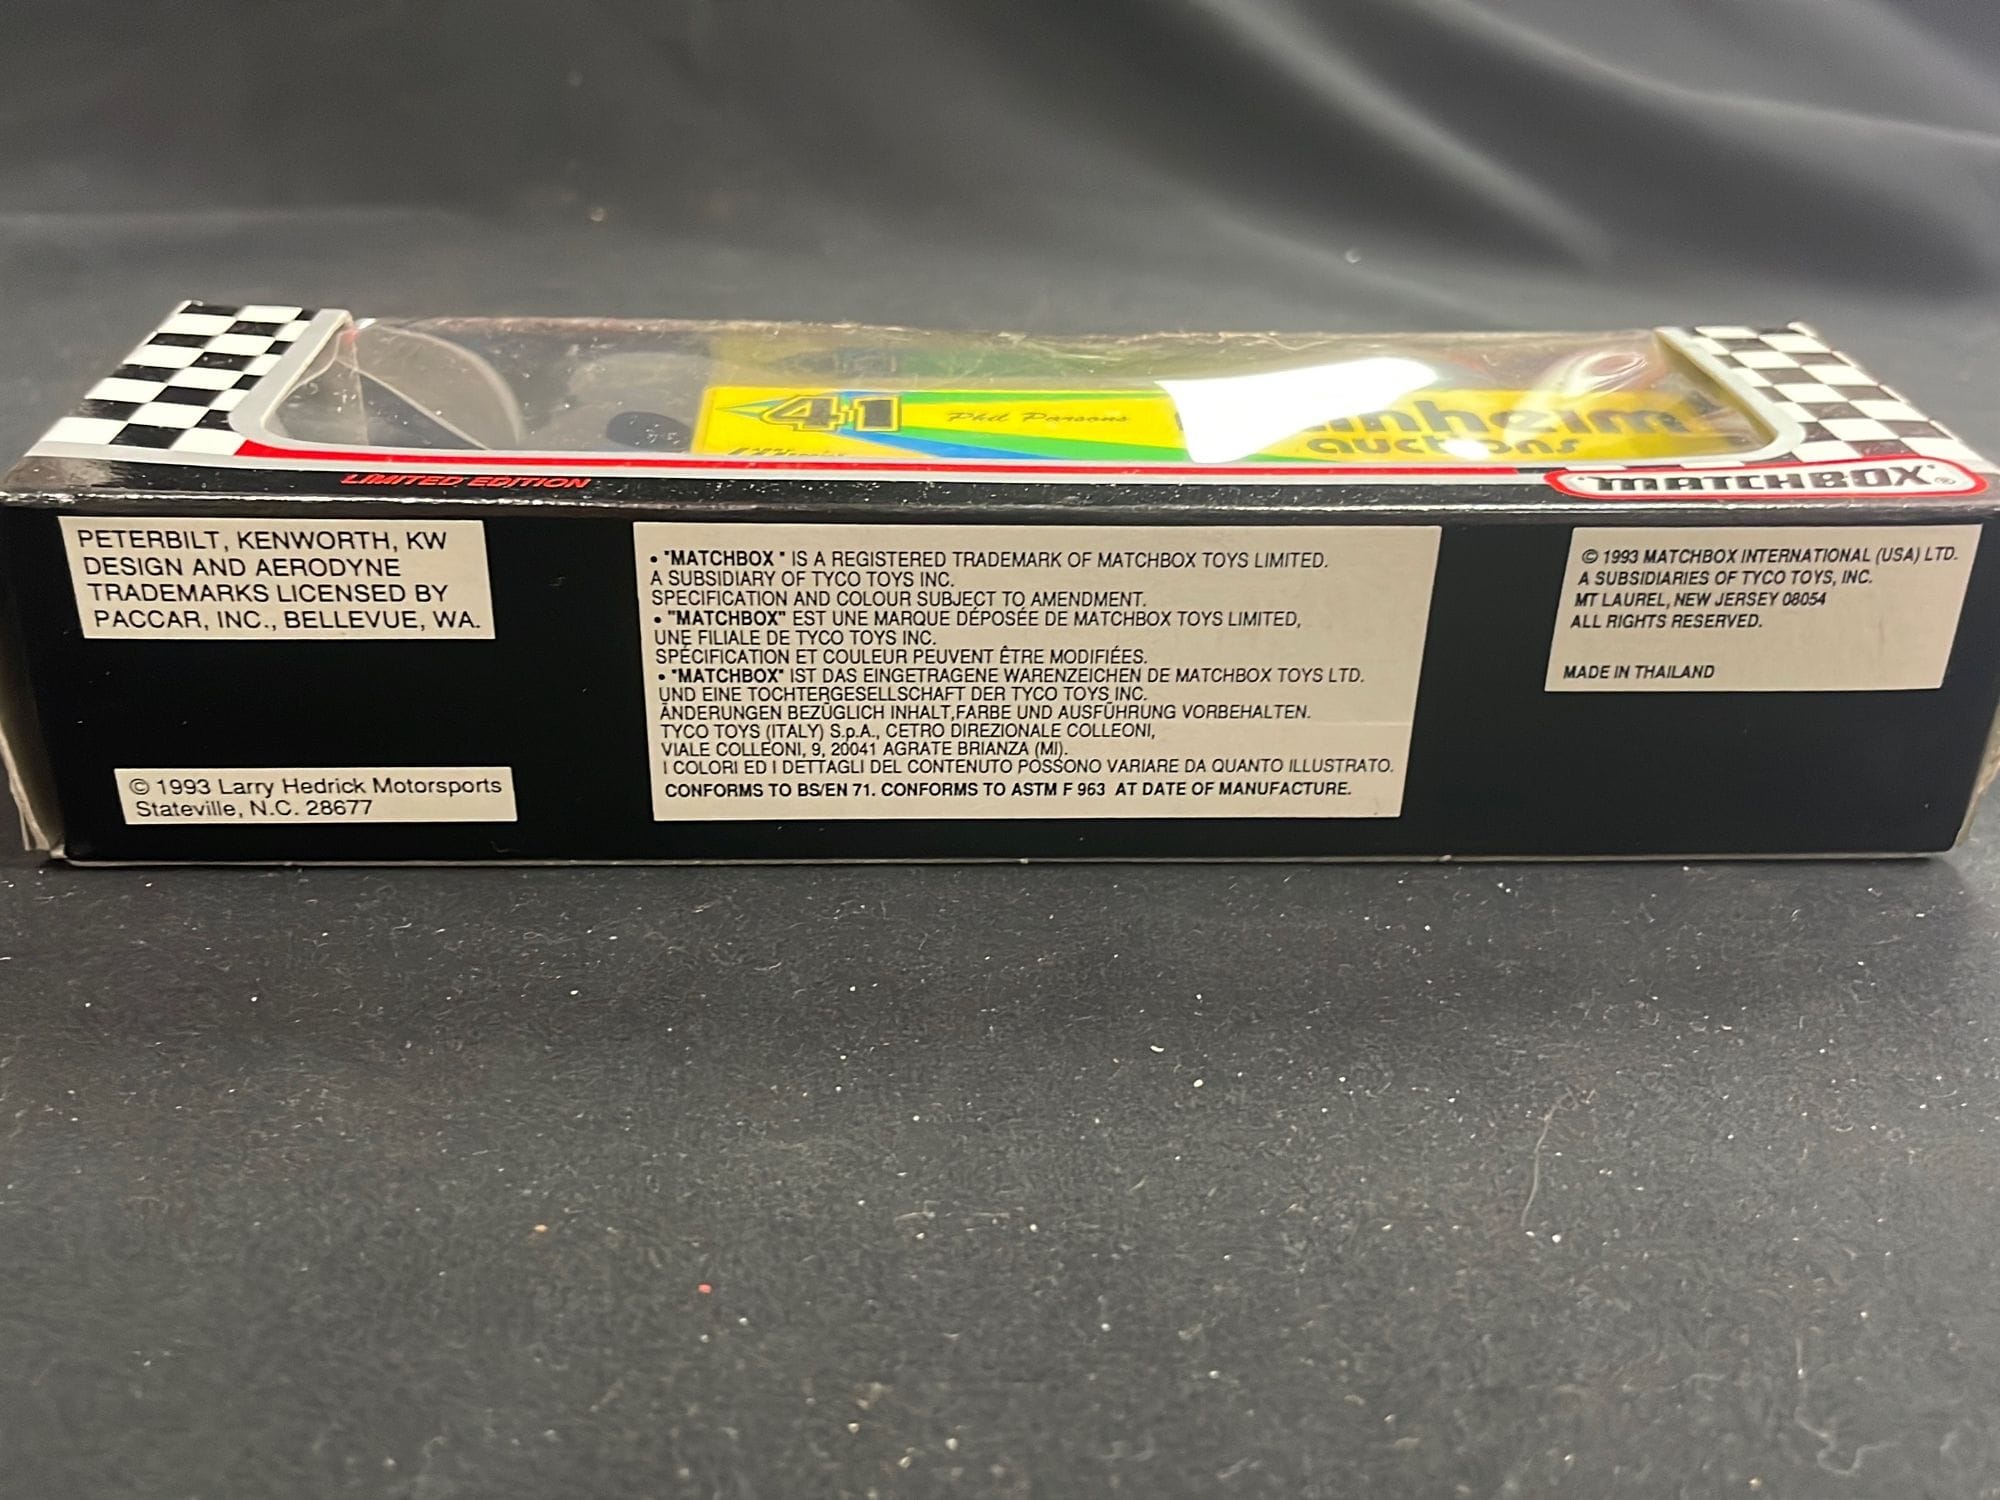 41
Phil Parsons
auctions
LIMITED EDITION
MATCHBOX®
PETERBILT, KENWORTH, KW
DESIGN AND AERODYNE
TRADEMARKS LICENSED BY
PACCAR, INC., BELLEVUE, WA.
© 1993 Larry Hedrick Motorsports
Stateville, N.C. 28677
• "MATCHBOX" IS A REGISTERED TRADEMARK OF MATCHBOX TOYS LIMITED.
A SUBSIDIARY OF TYCO TOYS INC.
SPECIFICATION AND COLOUR SUBJECT TO AMENDMENT.
• "MATCHBOX" EST UNE MARQUE DÉPOSÉE DE MATCHBOX TOYS LIMITED,
UNE FILIALE DE TYCO TOYS INC.
SPÉCIFICATION ET COULEUR PEUVENT ÊTRE MODIFIÉES.
• "MATCHBOX" IST DAS EINGETRAGENE WARENZEICHEN DE MATCHBOX TOYS LTD.
UND EINE TOCHTERGESELLSCHAFT DER TYCO TOYS INC.
ÄNDERUNGEN BEZÜGLICH INHALT,FARBE UND AUSFÜHRUNG VORBEHALTEN.
TYCO TOYS (ITALY) S.p.A., CETRO DIREZIONALE COLLEONI,
VIALE COLLEONI, 9, 20041 AGRATE BRIANZA (MI).
I COLORI ED I DETTAGLI DEL CONTENUTO POSSONO VARIARE DA QUANTO ILLUSTRATO.
CONFORMS TO BS/EN 71. CONFORMS TO ASTM F 963 AT DATE OF MANUFACTURE.
© 1993 MATCHBOX INTERNATIONAL (USA) LTD.
A SUBSIDIARIES OF TYCO TOYS, INC.
MT LAUREL, NEW JERSEY 08054
ALL RIGHTS RESERVED.
MADE IN THAILAND